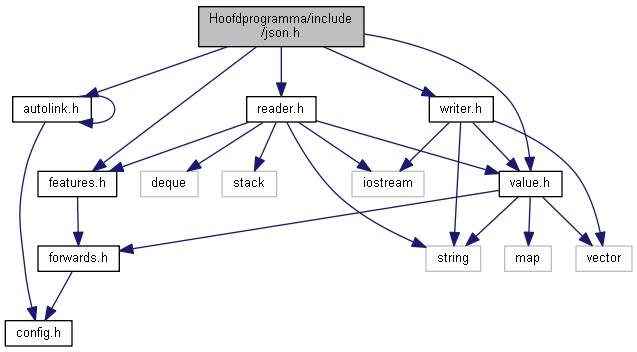 Hoofdprogramma/include
/json.h
autolink.h
reader.h
writer.h
features.h
deque
stack
iostream
value.h
forwards.h
string
map
vector
config.h